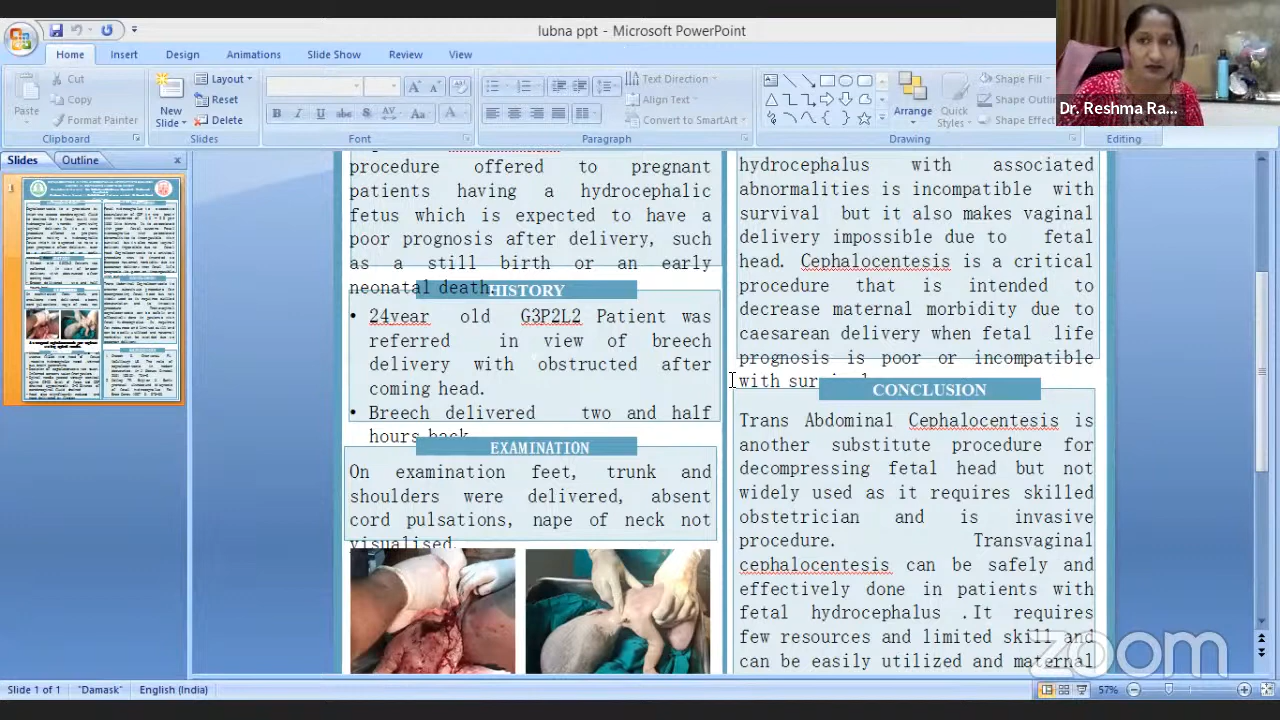 lubna ppt - Microsoft PowerPoint
Home Insert Design Animations Slide Show Review View
Cut
Copy
Format Painter
Paste
Clipboard
New
Slide
Layout
Reset
Delete
Slides
Font
Text Direction
Align Text
Convert to SmartArt
Paragraph
Arrange
Quick
Styles
Shape Fill
Shape Outli
Shape Effects
Drawing
Editing
Dr. Reshma Ra...
Slides Outline
1
procedure offered to pregnant
patients having a hydrocephalic
fetus which is expected to have a
poor prognosis after delivery, such
as a still birth or an early
neonatal death.
HISTORY
• 24year old G3P2L2 Patient was
referred in view of breech
delivery with obstructed after
coming head.
• Breech delivered two and half
hours back
EXAMINATION
On examination feet, trunk and
shoulders were delivered, absent
cord pulsations, nape of neck not
visualised.
hydrocephalus with associated
abnormalities is incompatible with
survival but it also makes vaginal
delivery impossible due to fetal
head. Cephalocentesis is a critical
procedure that is intended to
decrease maternal morbidity due to
caesarean delivery when fetal life
prognosis is poor or incompatible
with
CONCLUSION
Trans Abdominal Cephalocentesis is
another substitute procedure for
decompressing fetal head but not
widely used as it requires skilled
obstetrician and is invasive
procedure. Transvaginal
cephalocentesis can be safely and
effectively done in patients with
fetal hydrocephalus .It requires
few resources and limited skill and
can be easily utilized and maternal
zoom
Slide 1 of 1 "Damask" English (India) 57%